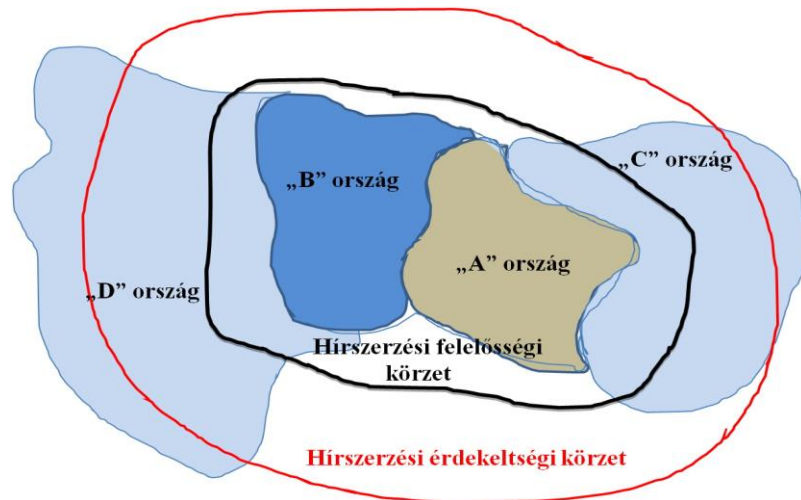 „C” ország
„B” ország
„A” ország
„D” ország
Hírszerzési felelősségi
körzet
Hírszerzési érdekeltségi körzet